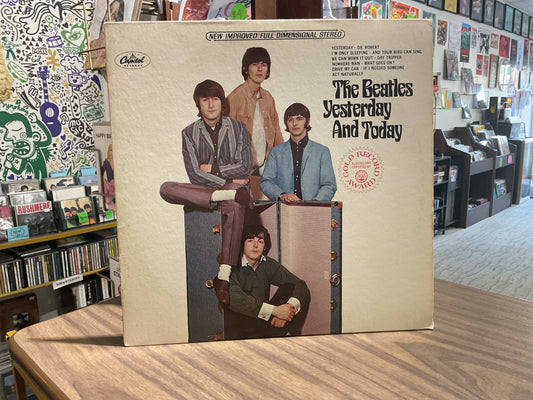 NEW IMPROVED FULL DIMENSIONAL STEREO
Capitol
YESTERDAY - DR. ROBERT
I'M ONLY SLEEPING - AND YOUR BIRD CAN SING
WE CAN WORK IT OUT - DAY TRIPPER
NOWHERE MAN - WHAT GOES ON?
DRIVE MY CAR - IF I NEEDED SOMEONE
ACT NATURALLY
The Beatles
Yesterday
And Today
GOLD RECORD
AWARD
RUSHMORE